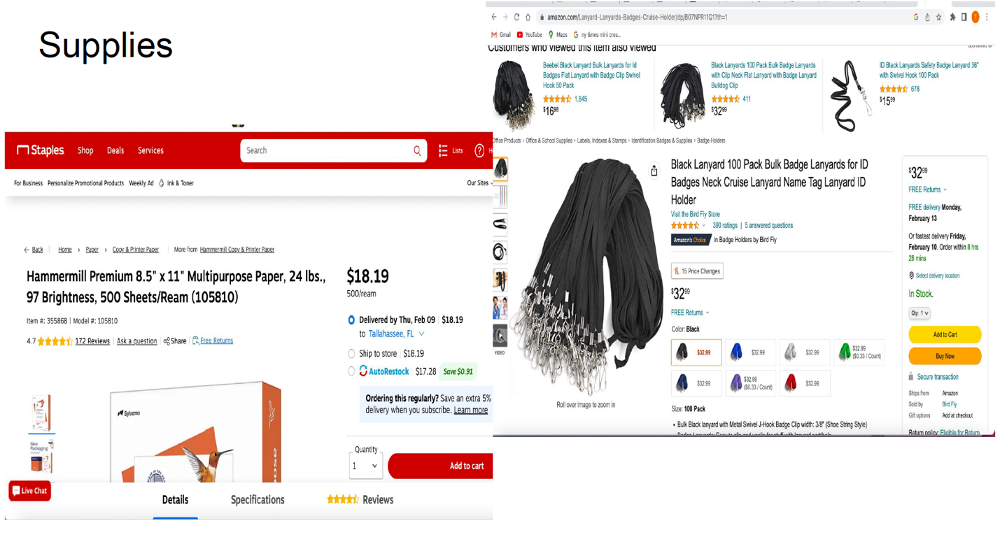 Supplies
Staples
Shop
Deals
Services
Search
Lists
For Business
Personalize Promotional Products
Weekly Ad
Ink & Toner
Our Sites
Back
Home › Paper › Copy & Printer Paper
More from Hammermill Copy & Printer Paper
Hammermill Premium 8.5" x 11" Multipurpose Paper, 24 lbs.,
97 Brightness, 500 Sheets/Ream (105810)
Item #: 355868 | Model #: 105810
4.7
172 Reviews
Ask a question
Share
Free Returns
$18.19
500/ream
Delivered by Thu, Feb 09 | $18.19
to Tallahassee, FL
Ship to store | $18.19
AutoRestock $17.28 Save $0.91
Ordering this regularly? Save an extra 5%
delivery when you subscribe. Learn more
Quantity
1
Add to cart
Sylvamo
New
Packaging
Live Chat
Details
Specifications
Reviews
amazon.com/Lanyard-Lanyards-Badges-Cruise-Holder/dp/B07NPR11Q1?th=1
T
Gmail
YouTube
Maps
ny times mini cros...
Customers who viewed this item also viewed
Sponsored
Beebel Black Lanyard Bulk Lanyards for Id
Badges Flat Lanyard with Badge Clip Swivel
Hook 50 Pack
1,845
$16.98
Black Lanyards 100 Pack Bulk Badge Lanyards
with Clip Neck Flat Lanyard with Badge Lanyard
Bulldog Clip
411
$32.99
ID Black Lanyards Safety Badge Lanyard 36"
with Swivel Hook 100 Pack
678
$15.99
Office Products › Office & School Supplies › Labels, Indexes & Stamps › Identification Badges & Supplies › Badge Holders
Black Lanyard 100 Pack Bulk Badge Lanyards for ID
Badges Neck Cruise Lanyard Name Tag Lanyard ID
Holder
Visit the Bird Fiy Store
390 ratings | 5 answered questions
Amazon's Choice in Badge Holders by Bird Fiy
15 Price Changes
$32.99
FREE Returns
Color: Black
$32.99
$32.99
$32.99
$32.99
($0.33 / Count)
$32.99
$32.99
($0.33 / Count)
$32.99
Size: 100 Pack
• Bulk Black lanyard with Metal Swivel J-Hook Badge Clip width: 3/8" (Shoe String Style)
VIDEO
Roll over image to zoom in
$32.99
FREE Returns
FREE delivery Monday,
February 13
Or fastest delivery Friday,
February 10. Order within 8 hrs
28 mins
Select delivery location
In Stock.
Qty: 1
Add to Cart
Buy Now
Secure transaction
Ships from Amazon
Sold by Bird Fiy
Gift options Add at checkout
Return policy: Eligible for Return,